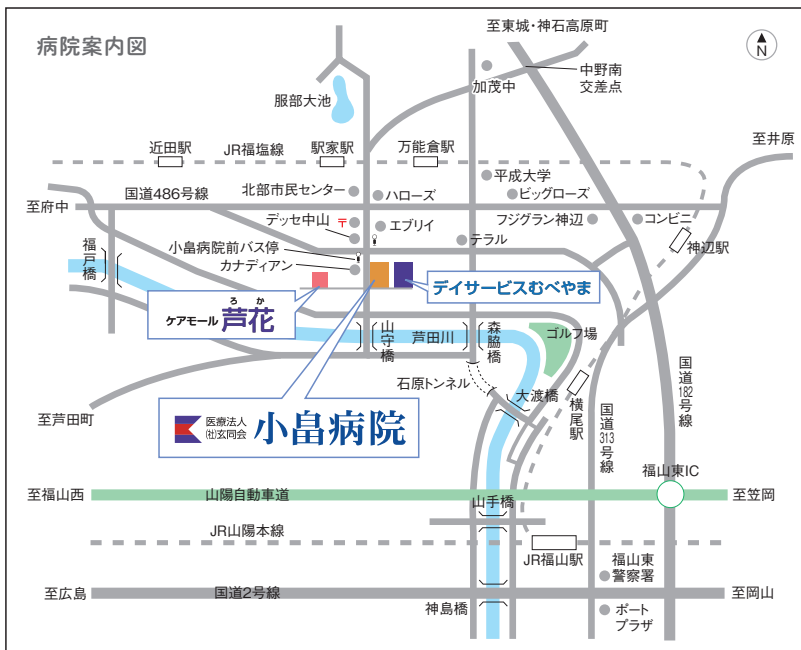 病院案内図
至東城・神石高原町
N
加茂中
中野南
交差点
服部大池
至井原
近田駅
JR福塩線
駅家駅
万能倉駅
平成大学
ビッグローズ
国道486号線
北部市民センター
ハローズ
至府中
デッセ中山
〒
エブリイ
フジグラン神辺
コンビニ
小畠病院前バス停
テラル
神辺駅
福戸橋
カナディアン
デイサービスむべやま
ろか
ケアモール 芦花
山守橋
芦田川
森脇橋
ゴルフ場
石原トンネル
大渡橋
横尾駅
国道182号線
国道313号線
至芦田町
医療法人
㈳玄同会
小畠病院
福山東IC
至福山西
山陽自動車道
山手橋
至笠岡
JR山陽本線
JR福山駅
福山東
警察署
至広島
国道2号線
至岡山
神島橋
ポート
プラザ